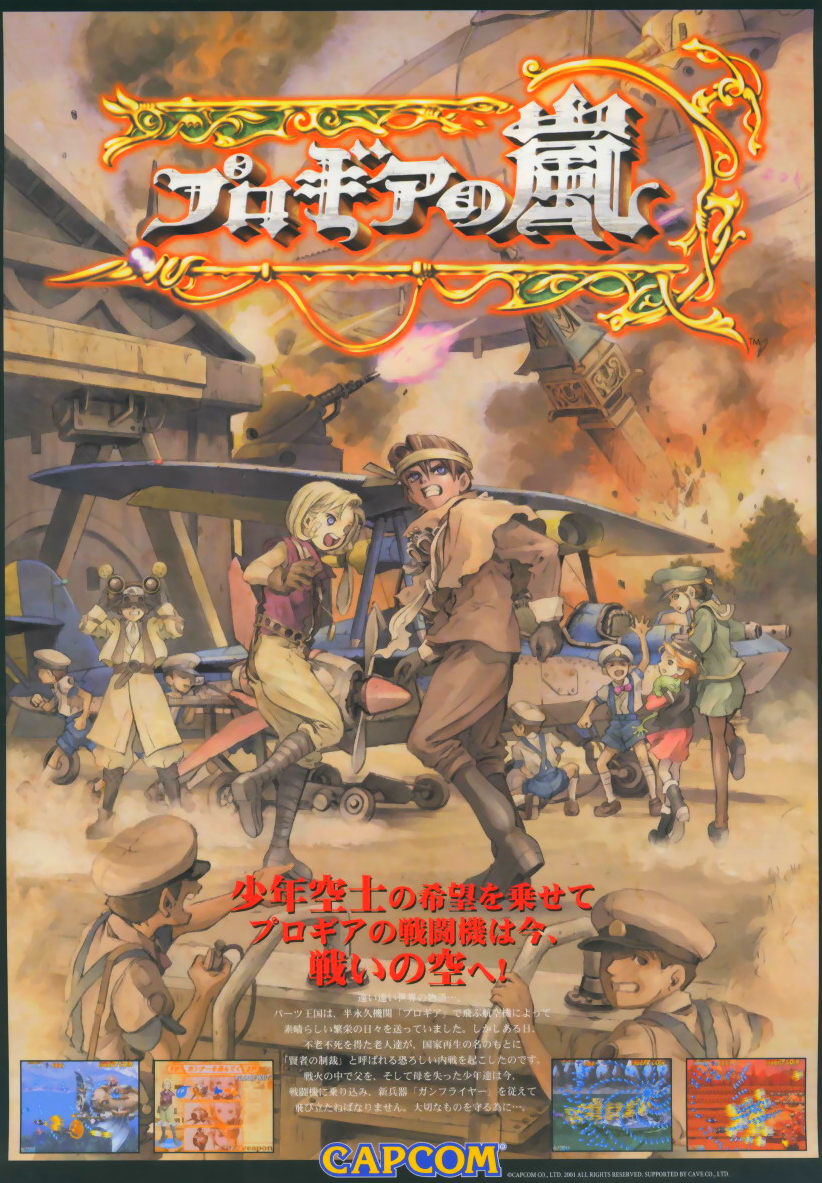 プロギアの嵐
TM
少年空士の希望を乗せて
プロギアの戦闘機は今、
戦いの空へ!
遠い遠い世界の物語…。
パーツ王国は、半永久機関「プロギア」で飛ぶ航空機によって
素晴らしい繁栄の日々を送っていました。しかしある日、
不老不死を得た老人達が、国家再生の名のもとに
「賢者の制裁」と呼ばれる恐ろしい内戦を起こしたのです。
戦火の中で父を、そして母を失った少年達は今、
戦闘機に乗り込み、新兵器「ガンフライヤー」を従えて
飛び立たねばなりません。大切なものを守る為に…。
weapon
CAPCOM
©CAPCOM CO., LTD. 2001 ALL RIGHTS RESERVED. SUPPORTED BY CAVE CO., LTD.